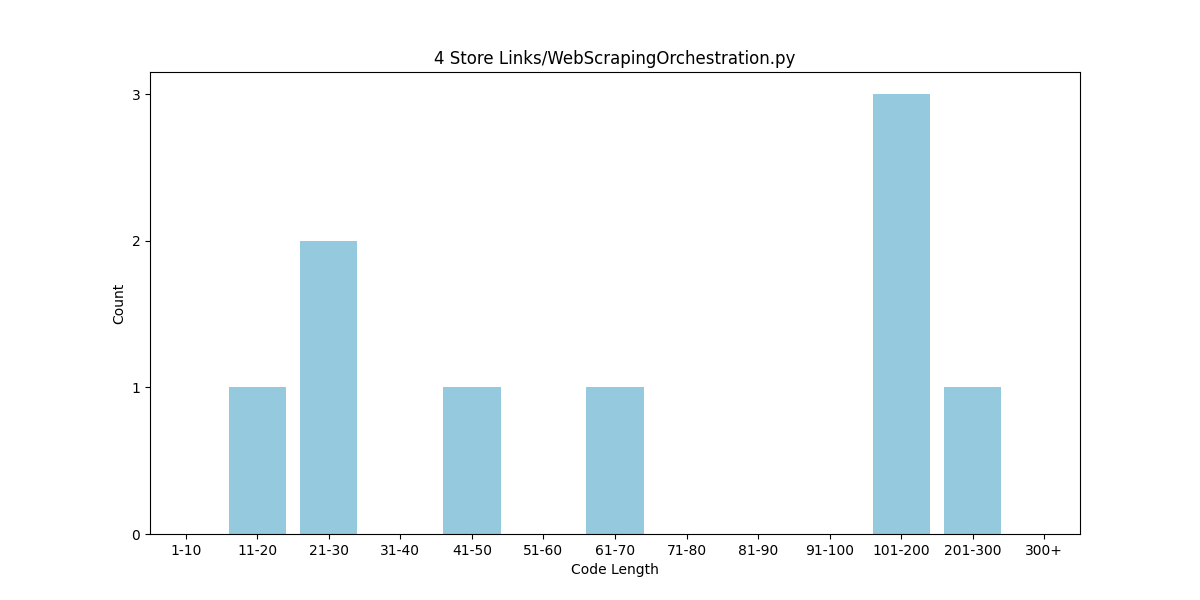 4 Store Links/WebScrapingOrchestration.py
Count
3
2
1
0
1-10 11-20 21-30 31-40 41-50 51-60 61-70 71-80 81-90 91-100 101-200 201-300 300+
Code Length